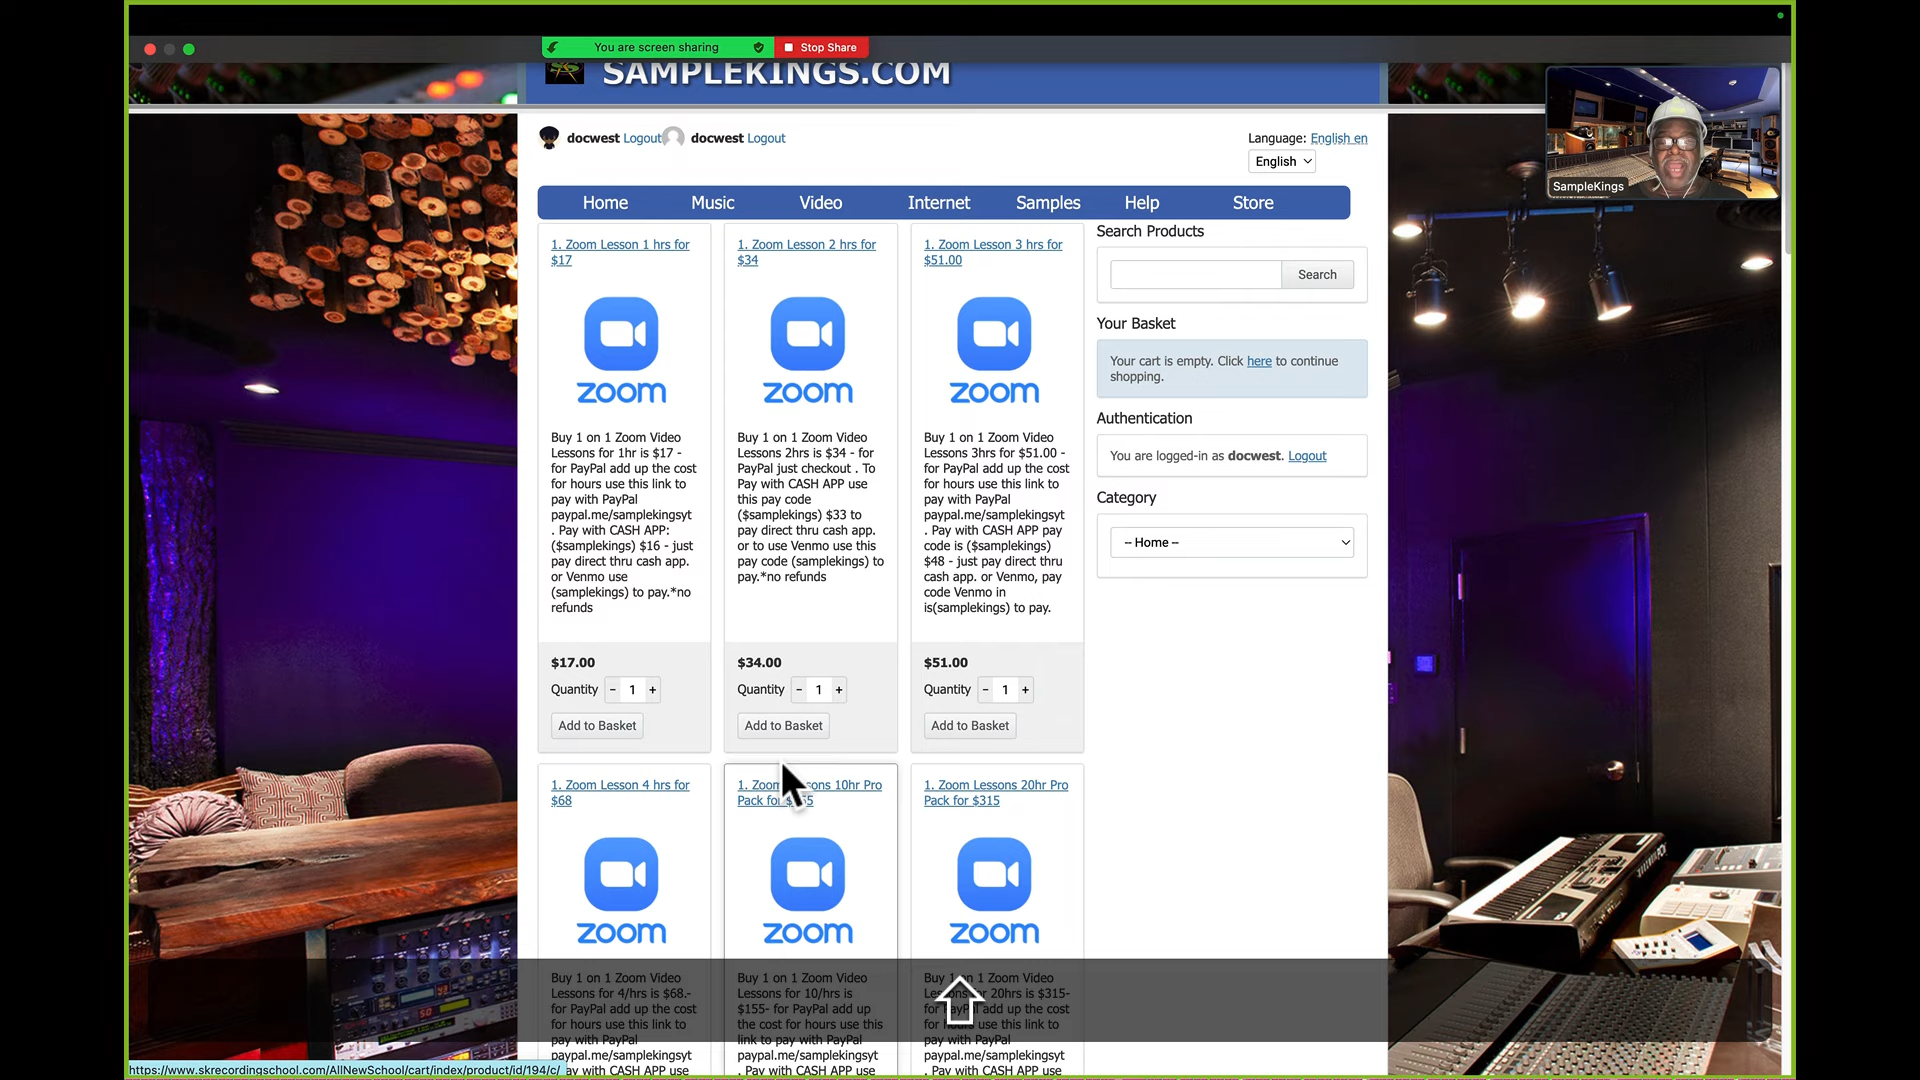 You are screen sharing
Stop Share
SAMPLEKINGS.COM
docwest Logout docwest Logout
Language: English en
English
SampleKings
Home Music Video Internet Samples Help Store
1. Zoom Lesson 1 hrs for
$17
zoom
Buy 1 on 1 Zoom Video
Lessons for 1hr is $17 -
for PayPal add up the cost
for hours use this link to
pay with PayPal
paypal.me/samplekingsyt
. Pay with CASH APP:
($samplekings) $16 - just
pay direct thru cash app.
or Venmo use
(samplekings) to pay.*no
refunds
$17.00
Quantity - 1 +
Add to Basket
1. Zoom Lesson 2 hrs for
$34
zoom
Buy 1 on 1 Zoom Video
Lessons 2hrs is $34 - for
PayPal just checkout . To
Pay with CASH APP use
this pay code
($samplekings) $33 to
pay direct thru cash app.
or to use Venmo use this
pay code (samplekings) to
pay.*no refunds
$34.00
Quantity - 1 +
Add to Basket
1. Zoom Lesson 3 hrs for
$51.00
zoom
Buy 1 on 1 Zoom Video
Lessons 3hrs for $51.00 -
for PayPal add up the cost
for hours use this link to
pay with PayPal
paypal.me/samplekingsyt
. Pay with CASH APP pay
code is ($samplekings)
$48 - just pay direct thru
cash app. or Venmo, pay
code Venmo in
is(samplekings) to pay.
$51.00
Quantity - 1 +
Add to Basket
Search Products
Search
Your Basket
Your cart is empty. Click here to continue
shopping.
Authentication
You are logged-in as docwest. Logout
Category
-- Home --
1. Zoom Lesson 4 hrs for
$68
zoom
Buy 1 on 1 Zoom Video
Lessons for 4/hrs is $68.-
for PayPal add up the cost
for hours use this link to
pay with PayPal
paypal.me/samplekingsyt
. Pay with CASH APP use
1. Zoom 10hr Pro
Pack for
zoom
Buy 1 on 1 Zoom Video
Lessons for 10/hrs is
$155- for PayPal add up
the cost for hours use this
link to pay with PayPal
paypal.me/samplekingsyt
. Pay with CASH APP use
1. Zoom Lessons 20hr Pro
Pack for $315
zoom
Buy 1 on 1 Zoom Video
Lessons for 20hrs is $315-
for PayPal add up the cost
for hours use this link to
pay with PayPal
paypal.me/samplekingsyt
. Pay with CASH APP use
https://www.skrecordingschool.com/AllNewSchool/cart/index/product/id/194/c/